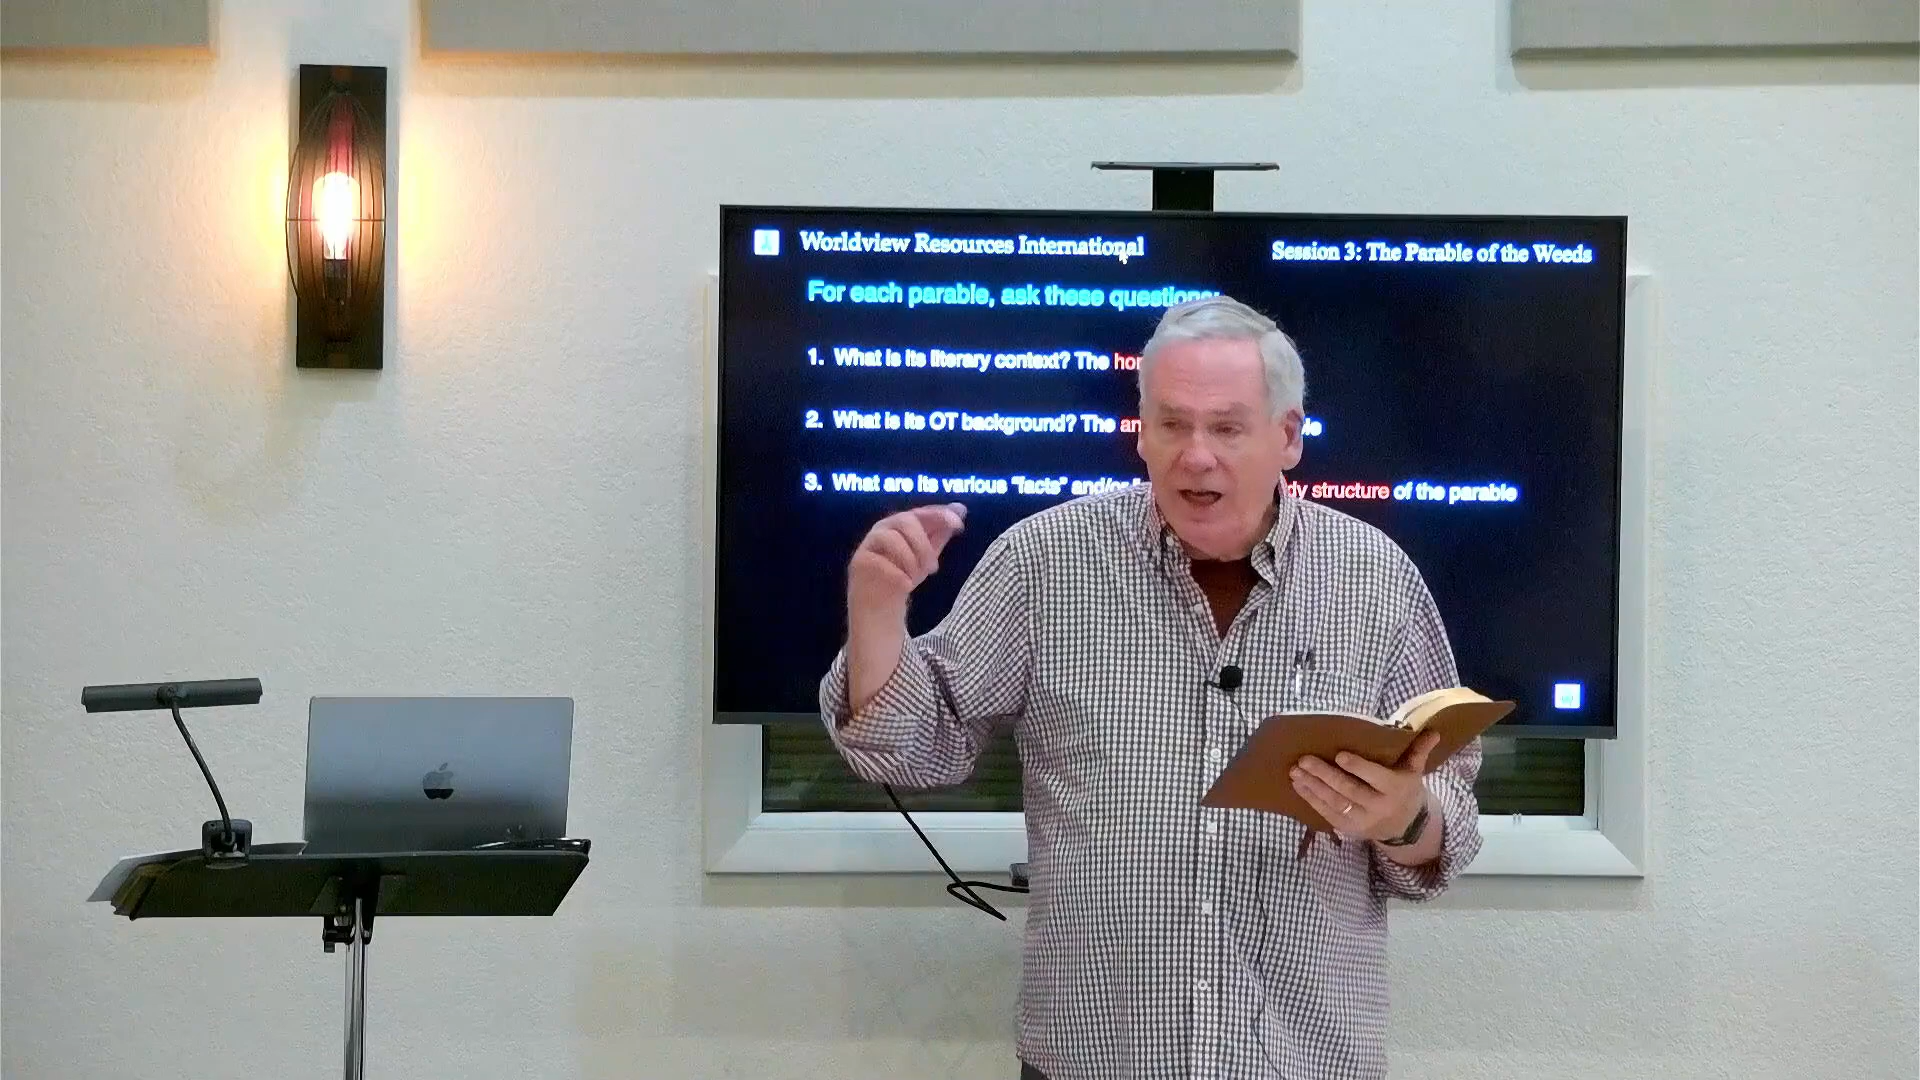 Worldview Resources International
Session 3: The Parable of the Weeds
For each parable, ask these questions:
1. What is its literary context? The
2. What is its OT background? The
3. What are its various "facts" and/or structure of the parable